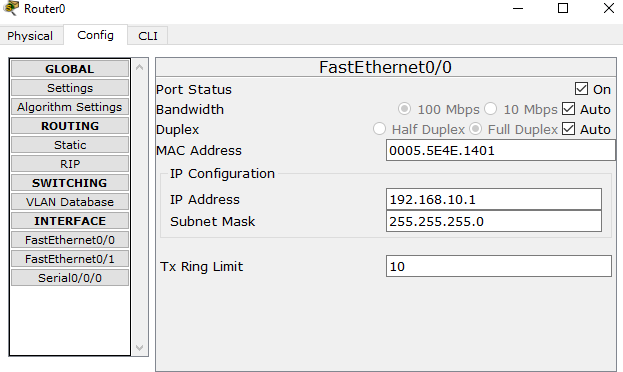 Router0
Physical Config CLI
GLOBAL
Settings
Algorithm Settings
ROUTING
Static
RIP
SWITCHING
VLAN Database
INTERFACE
FastEthernet0/0
FastEthernet0/1
Serial0/0/0
FastEthernet0/0
Port Status On
Bandwidth 100 Mbps 10 Mbps Auto
Duplex Half Duplex Full Duplex Auto
MAC Address 0005.5E4E.1401
IP Configuration
IP Address 192.168.10.1
Subnet Mask 255.255.255.0
Tx Ring Limit 10